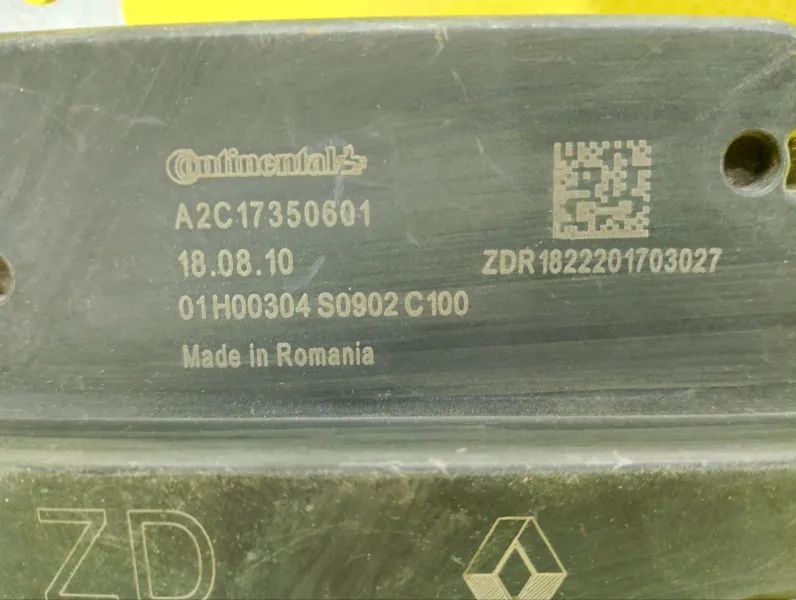 Continental
A2C17350601
18.08.10
ZDR1822201703027
01H00304 S0902 C100
Made in Romania
ZD